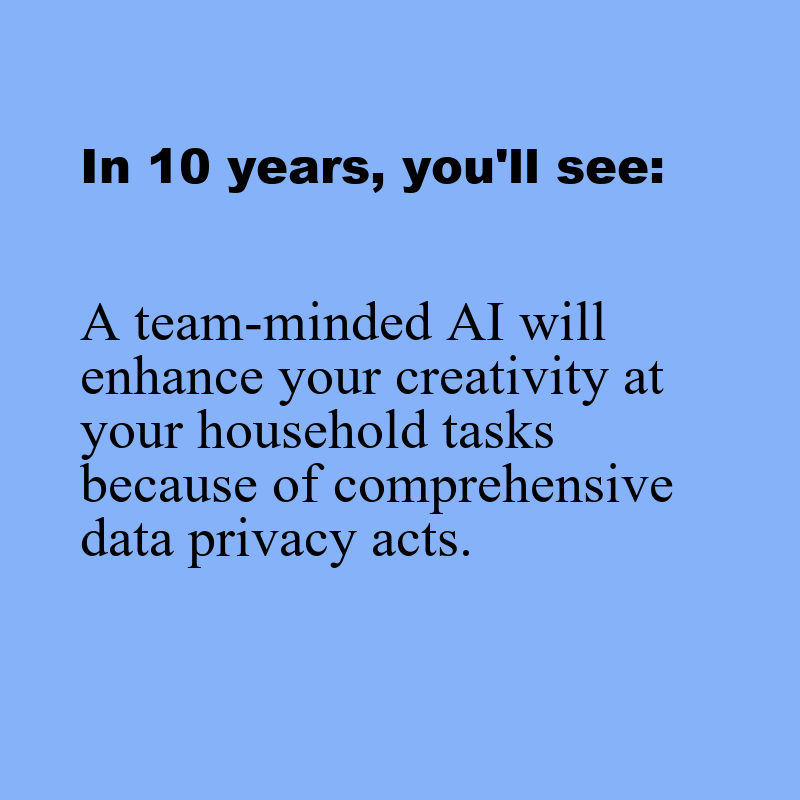 In 10 years, you'll see:
A team-minded AI will
enhance your creativity at
your household tasks
because of comprehensive
data privacy acts.